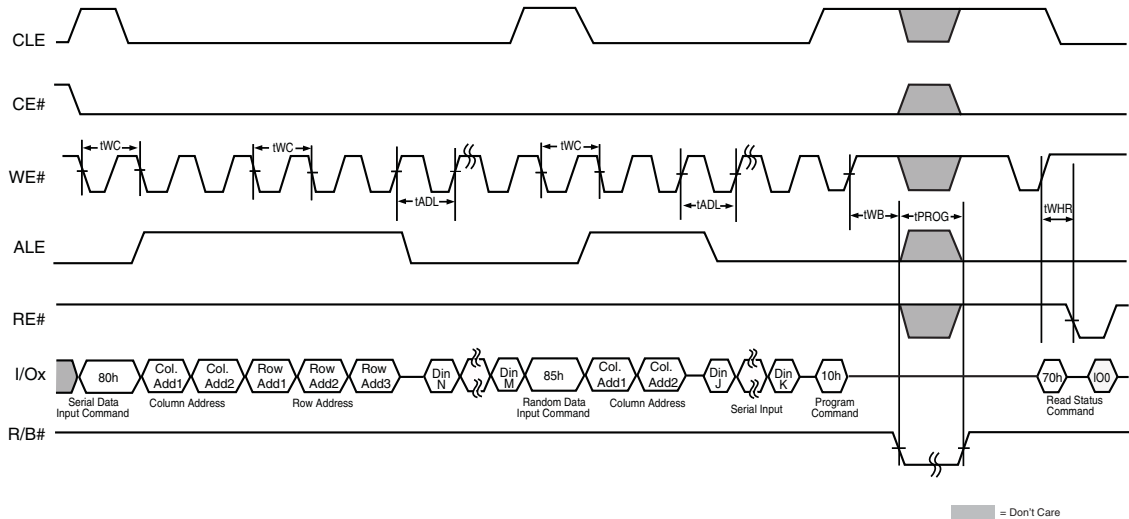 CLE
CE#
tWC
tWC
tWC
WE#
tADL
tADL
tWB
tPROG
tWHR
ALE
RE#
I/Ox
80h
Col. Add1
Col. Add2
Row Add1
Row Add2
Row Add3
Din N
Din M
85h
Col. Add1
Col. Add2
Din J
Din K
10h
70h
IO0
Serial Data Input Command
Column Address
Row Address
Random Data Input Command
Column Address
Serial Input
Program Command
Read Status Command
R/B#
= Don't Care